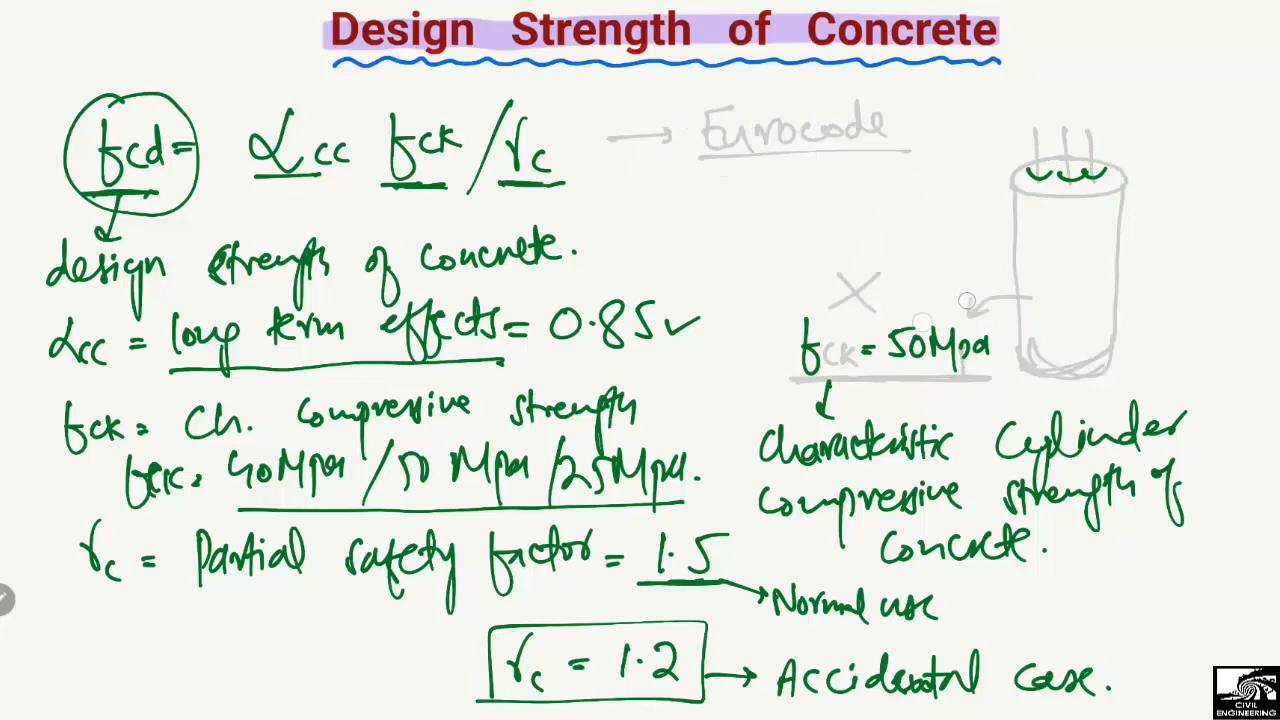 Design Strength of Concrete
fcd = αcc fck / γc → Eurocode
design strength of concrete.
αcc = long term effects = 0.85 ✓
fck = 50Mpa
fck = Ch. compressive strength
fck = 40Mpa / 50 Mpa / 25Mpa.
characteristic cylinder
compressive strength of
concrete.
γc = Partial safety factor = 1.5
Normal use
γc = 1.2 → Accidental case.
CIVIL
ENGINEERING